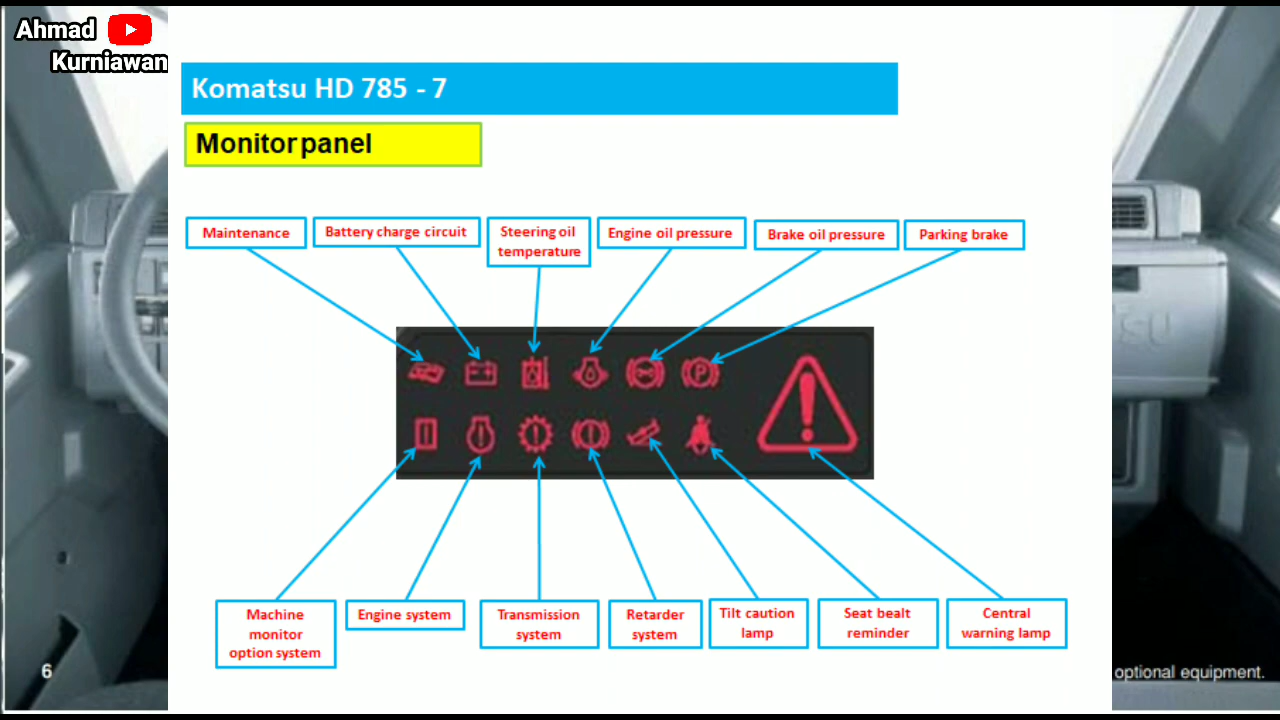 Ahmad
Kurniawan
Komatsu HD 785 - 7
Monitor panel
Maintenance
Battery charge circuit
Steering oil
temperature
Engine oil pressure
Brake oil pressure
Parking brake
P
Machine
monitor
option system
Engine system
Transmission
system
Retarder
system
Tilt caution
lamp
Seat bealt
reminder
Central
warning lamp
6
optional equipment.